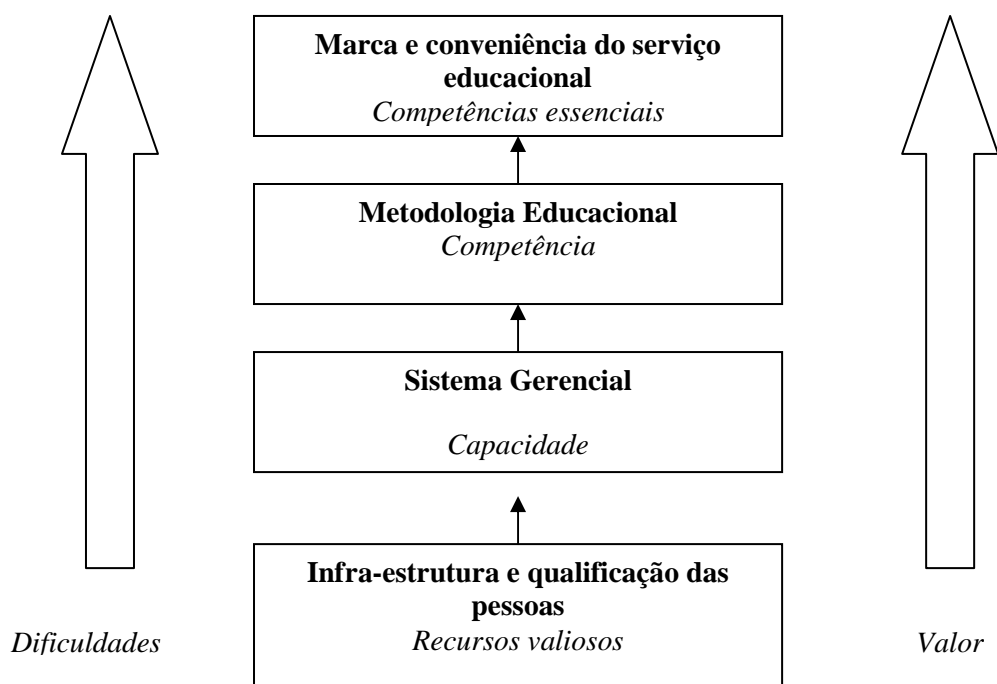 Marca e conveniência do serviço
educacional
Competências essenciais
Metodologia Educacional
Competência
Sistema Gerencial
Capacidade
Infra-estrutura e qualificação das
pessoas
Recursos valiosos
Dificuldades
Valor